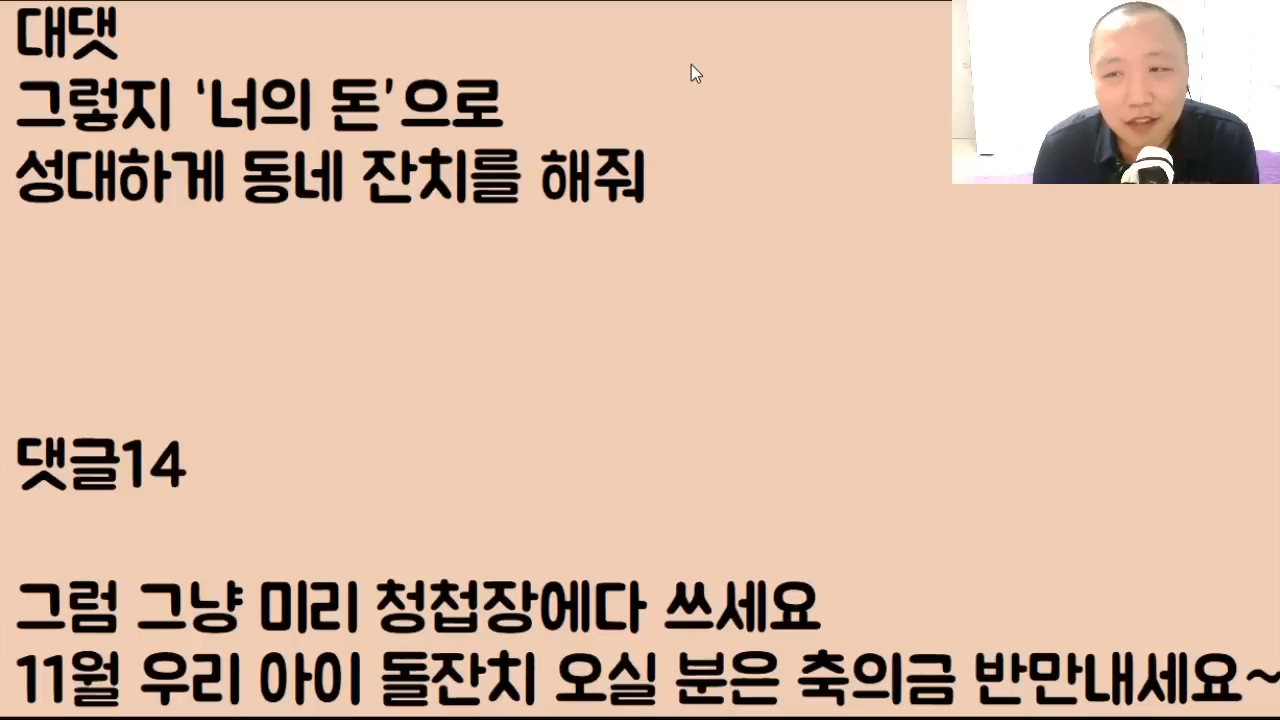 대댓
그렇지 ‘너의 돈’으로
성대하게 동네 잔치를 해줘
댓글14
그럼 그냥 미리 청첩장에다 쓰세요
11월 우리 아이 돌잔치 오실 분은 축의금 반만내세요~